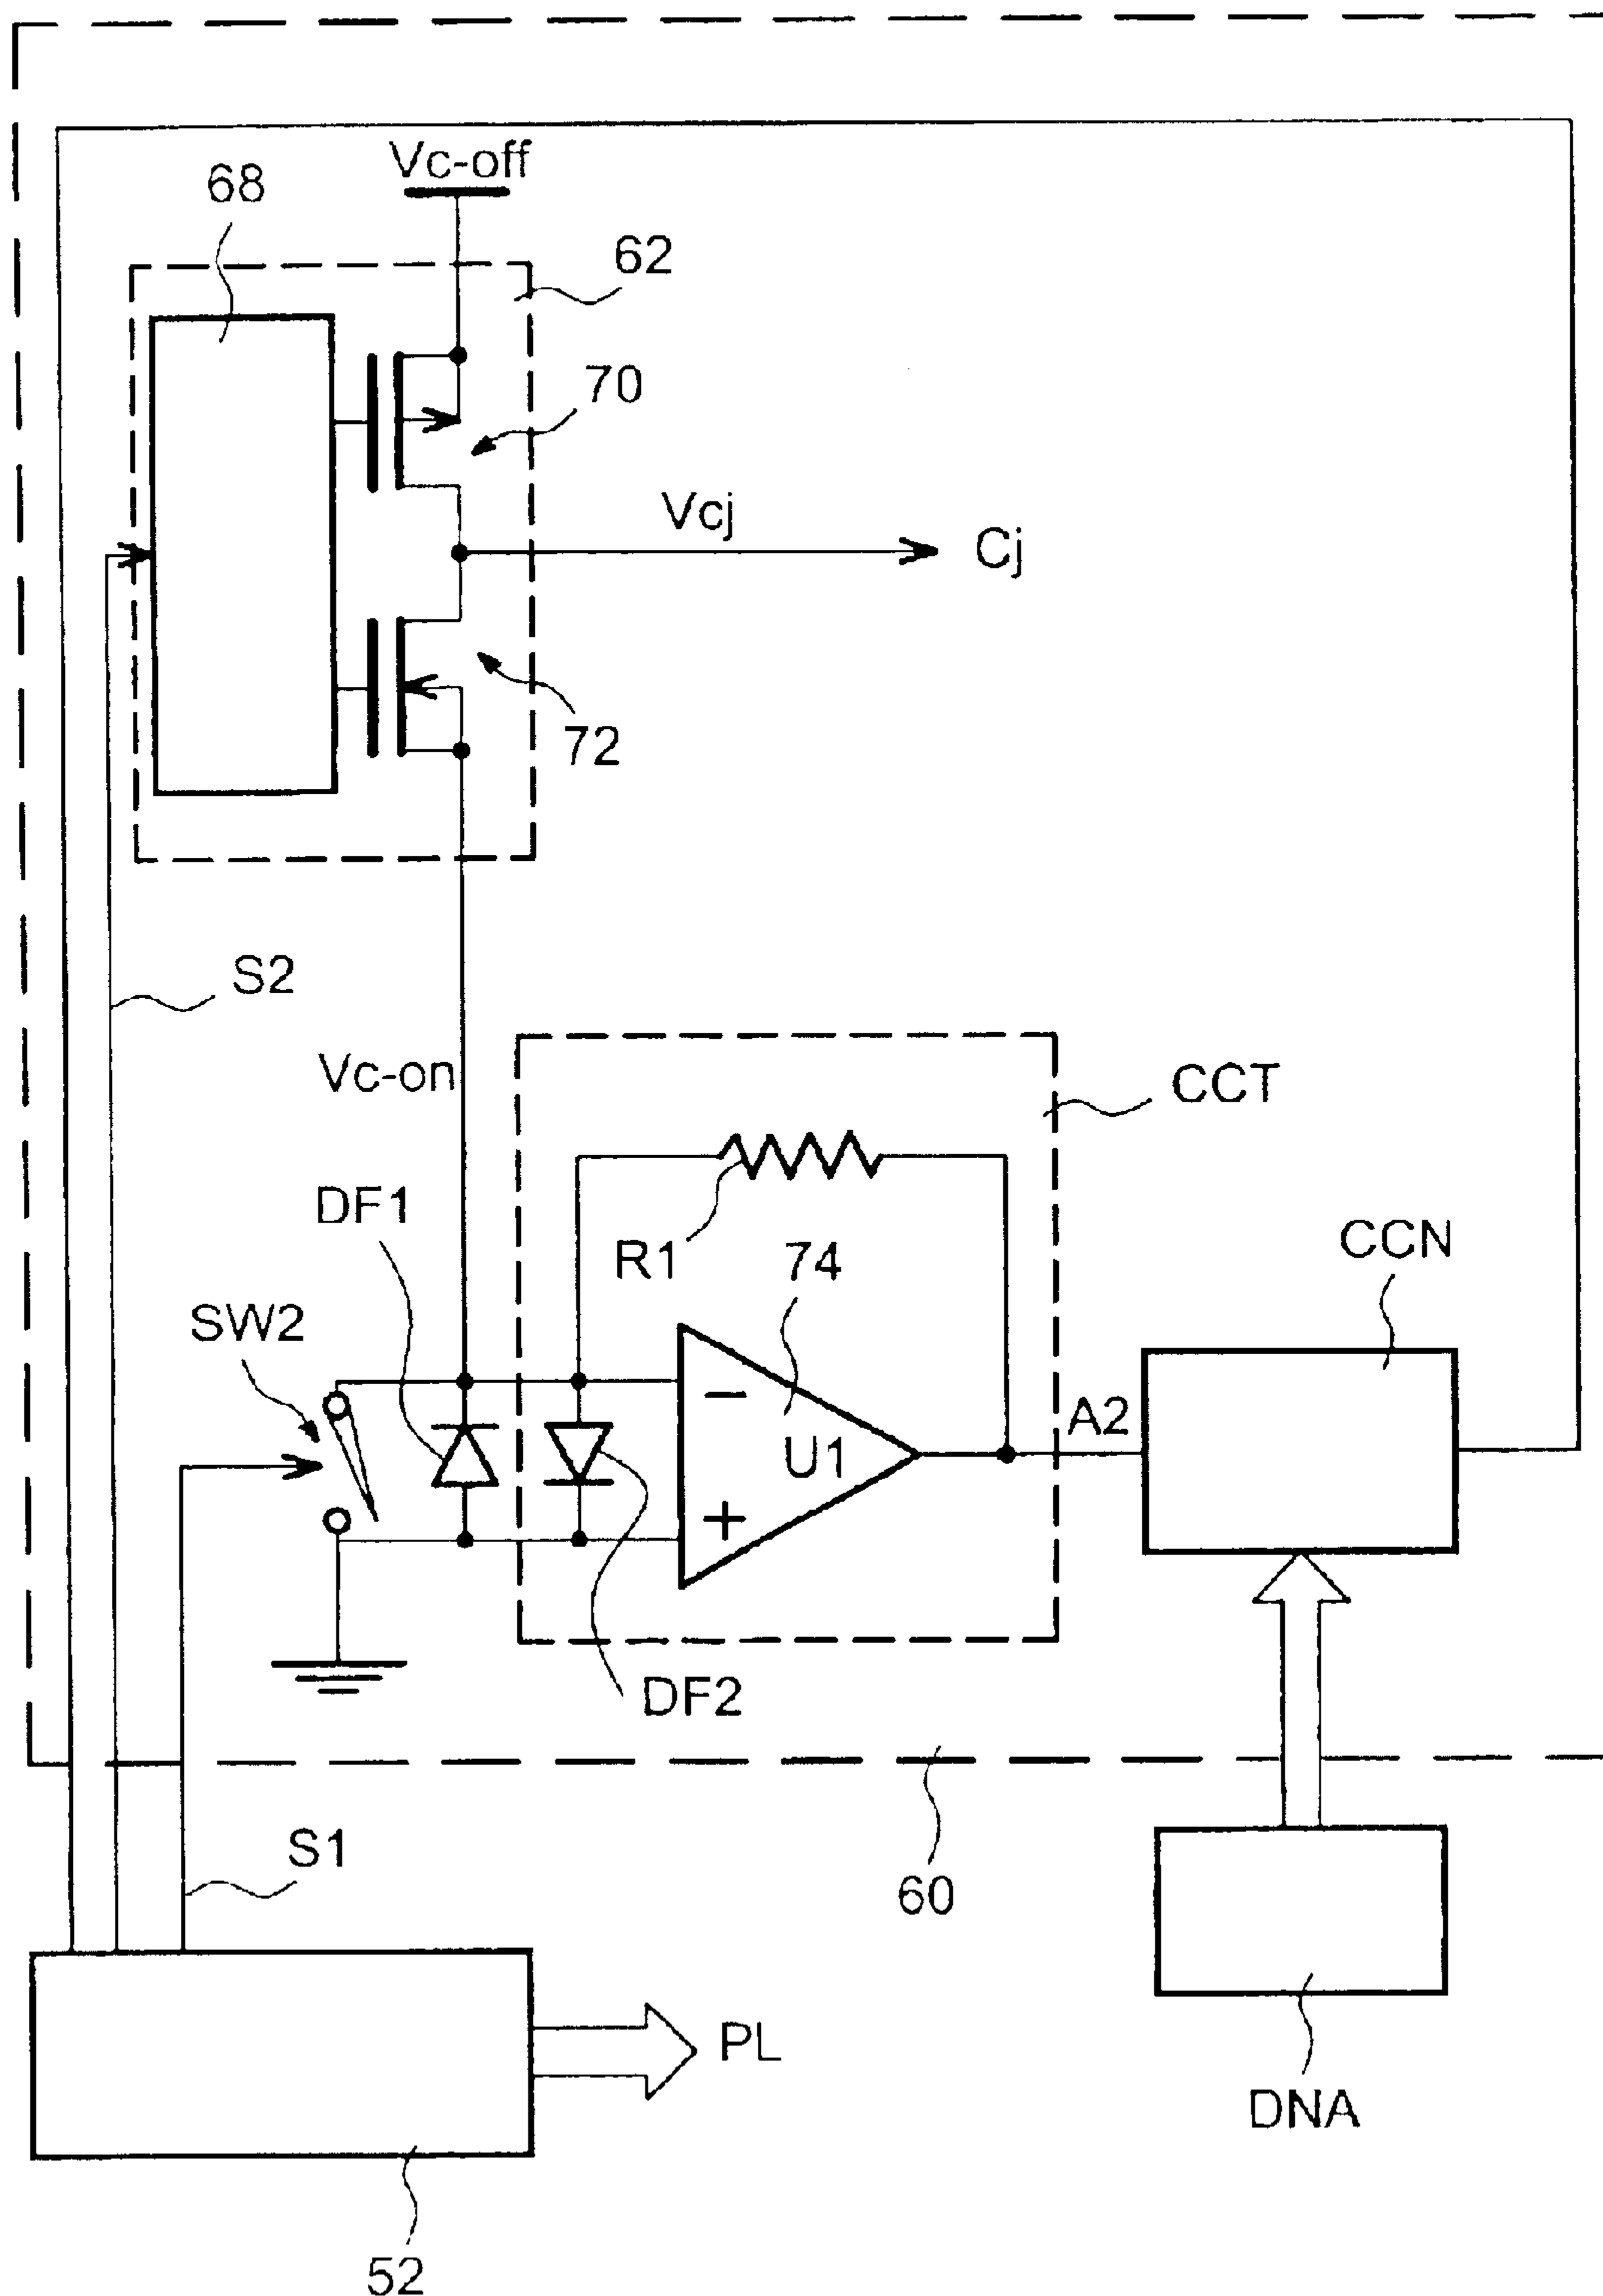 Vc-off
68
62
70
Vcj
Cj
72
S2
Vc-on
CCT
DF1
R1
74
CCN
SW2
A2
−
U1
+
DF2
S1
60
PL
DNA
52